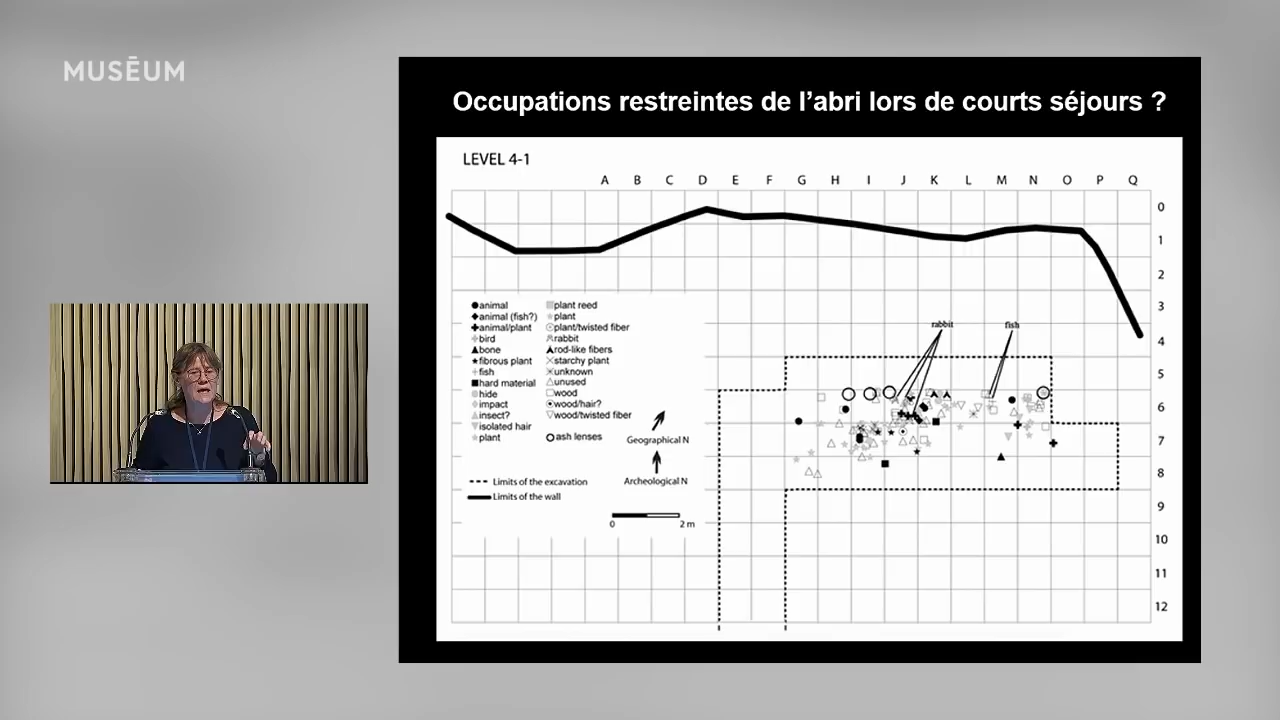 MUSĒUM
Occupations restreintes de l’abri lors de courts séjours ?
LEVEL 4-1
A B C D E F G H I J K L M N O P Q
0
1
2
3
4
5
6
7
8
9
10
11
12
animal
animal (fish?)
animal/plant
bird
bone
fibrous plant
fish
hard material
hide
impact
insect?
isolated hair
plant
plant reed
plant
plant/twisted fiber
rabbit
rod-like fibers
starchy plant
unknown
unused
wood
wood/hair?
wood/twisted fiber
ash lenses
rabbit
fish
Geographical N
Archeological N
Limits of the excavation
Limits of the wall
0 2 m